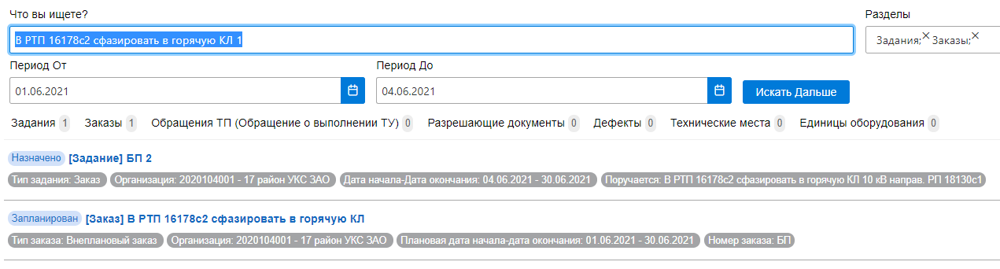 Что вы ищете? Разделы
В РТП 16178с2 сфазировать в горячую КЛ 1 Задания; Заказы;
Период От Период До
01.06.2021 04.06.2021 Искать Дальше
Задания 1 Заказы 1 Обращения ТП (Обращение о выполнении ТУ) 0 Разрешающие документы 0 Дефекты 0 Технические места 0 Единицы оборудования 0
Назначено [Задание] БП 2
Тип задания: Заказ Организация: 2020104001 - 17 район УКС ЗАО Дата начала-Дата окончания: 04.06.2021 - 30.06.2021 Поручается: В РТП 16178с2 сфазировать в горячую КЛ 10 кВ направ. РП 18130с1
Запланирован [Заказ] В РТП 16178с2 сфазировать в горячую КЛ
Тип заказа: Внеплановый заказ Организация: 2020104001 - 17 район УКС ЗАО Плановая дата начала-дата окончания: 01.06.2021 - 30.06.2021 Номер заказа: БП